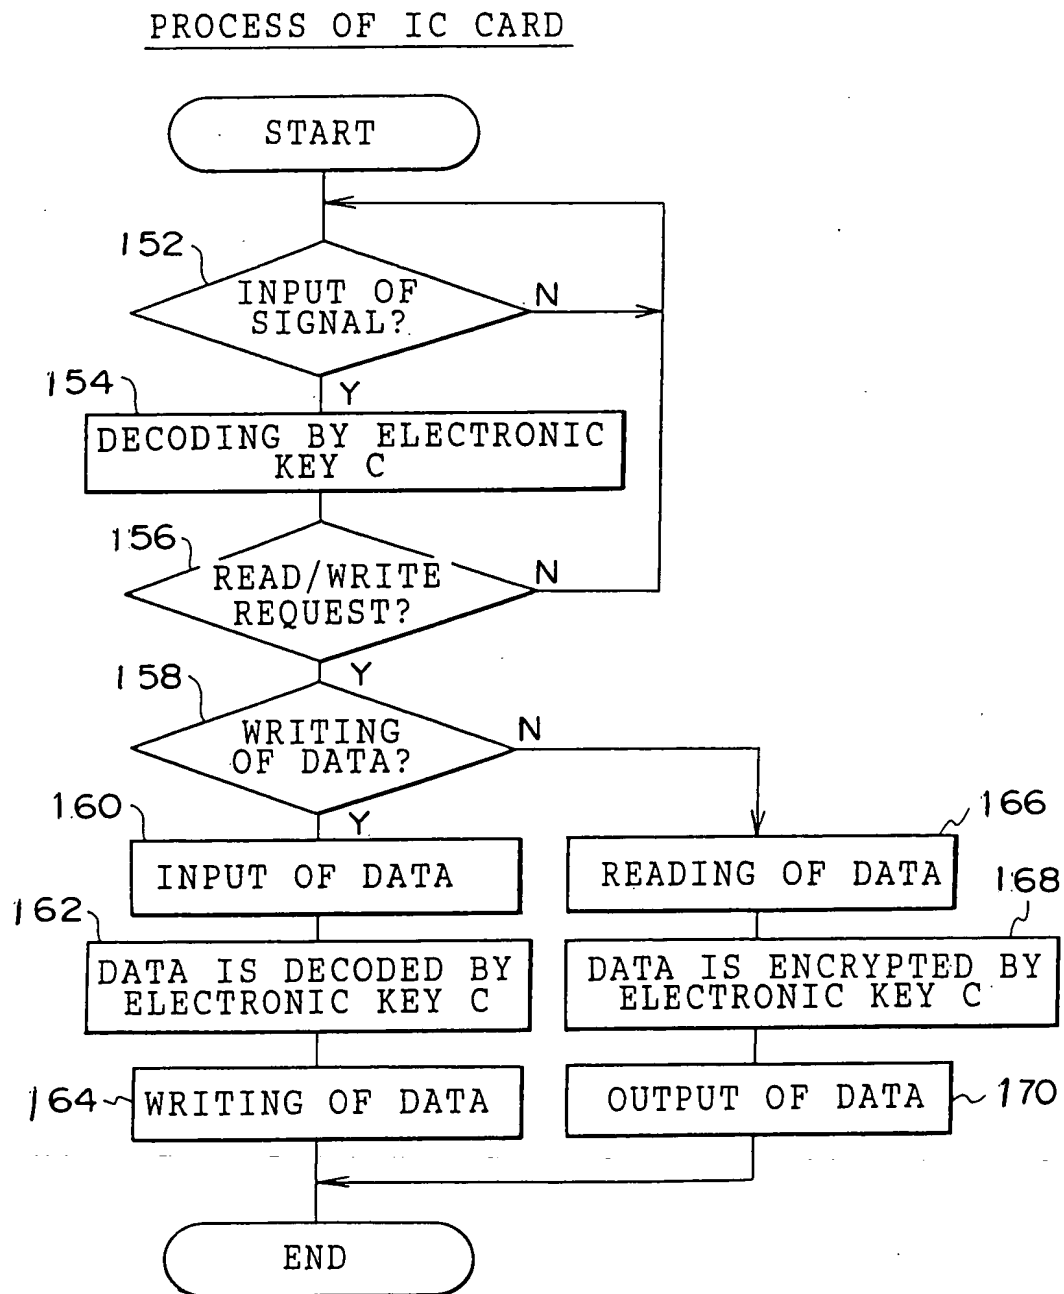 PROCESS OF IC CARD
START
152
INPUT OF
SIGNAL?
N
Y
154
DECODING BY ELECTRONIC
KEY C
156
READ/WRITE
REQUEST?
N
Y
158
WRITING
OF DATA?
N
Y
160
INPUT OF DATA
166
READING OF DATA
162
DATA IS DECODED BY
ELECTRONIC KEY C
168
DATA IS ENCRYPTED BY
ELECTRONIC KEY C
164
WRITING OF DATA
OUTPUT OF DATA
170
END